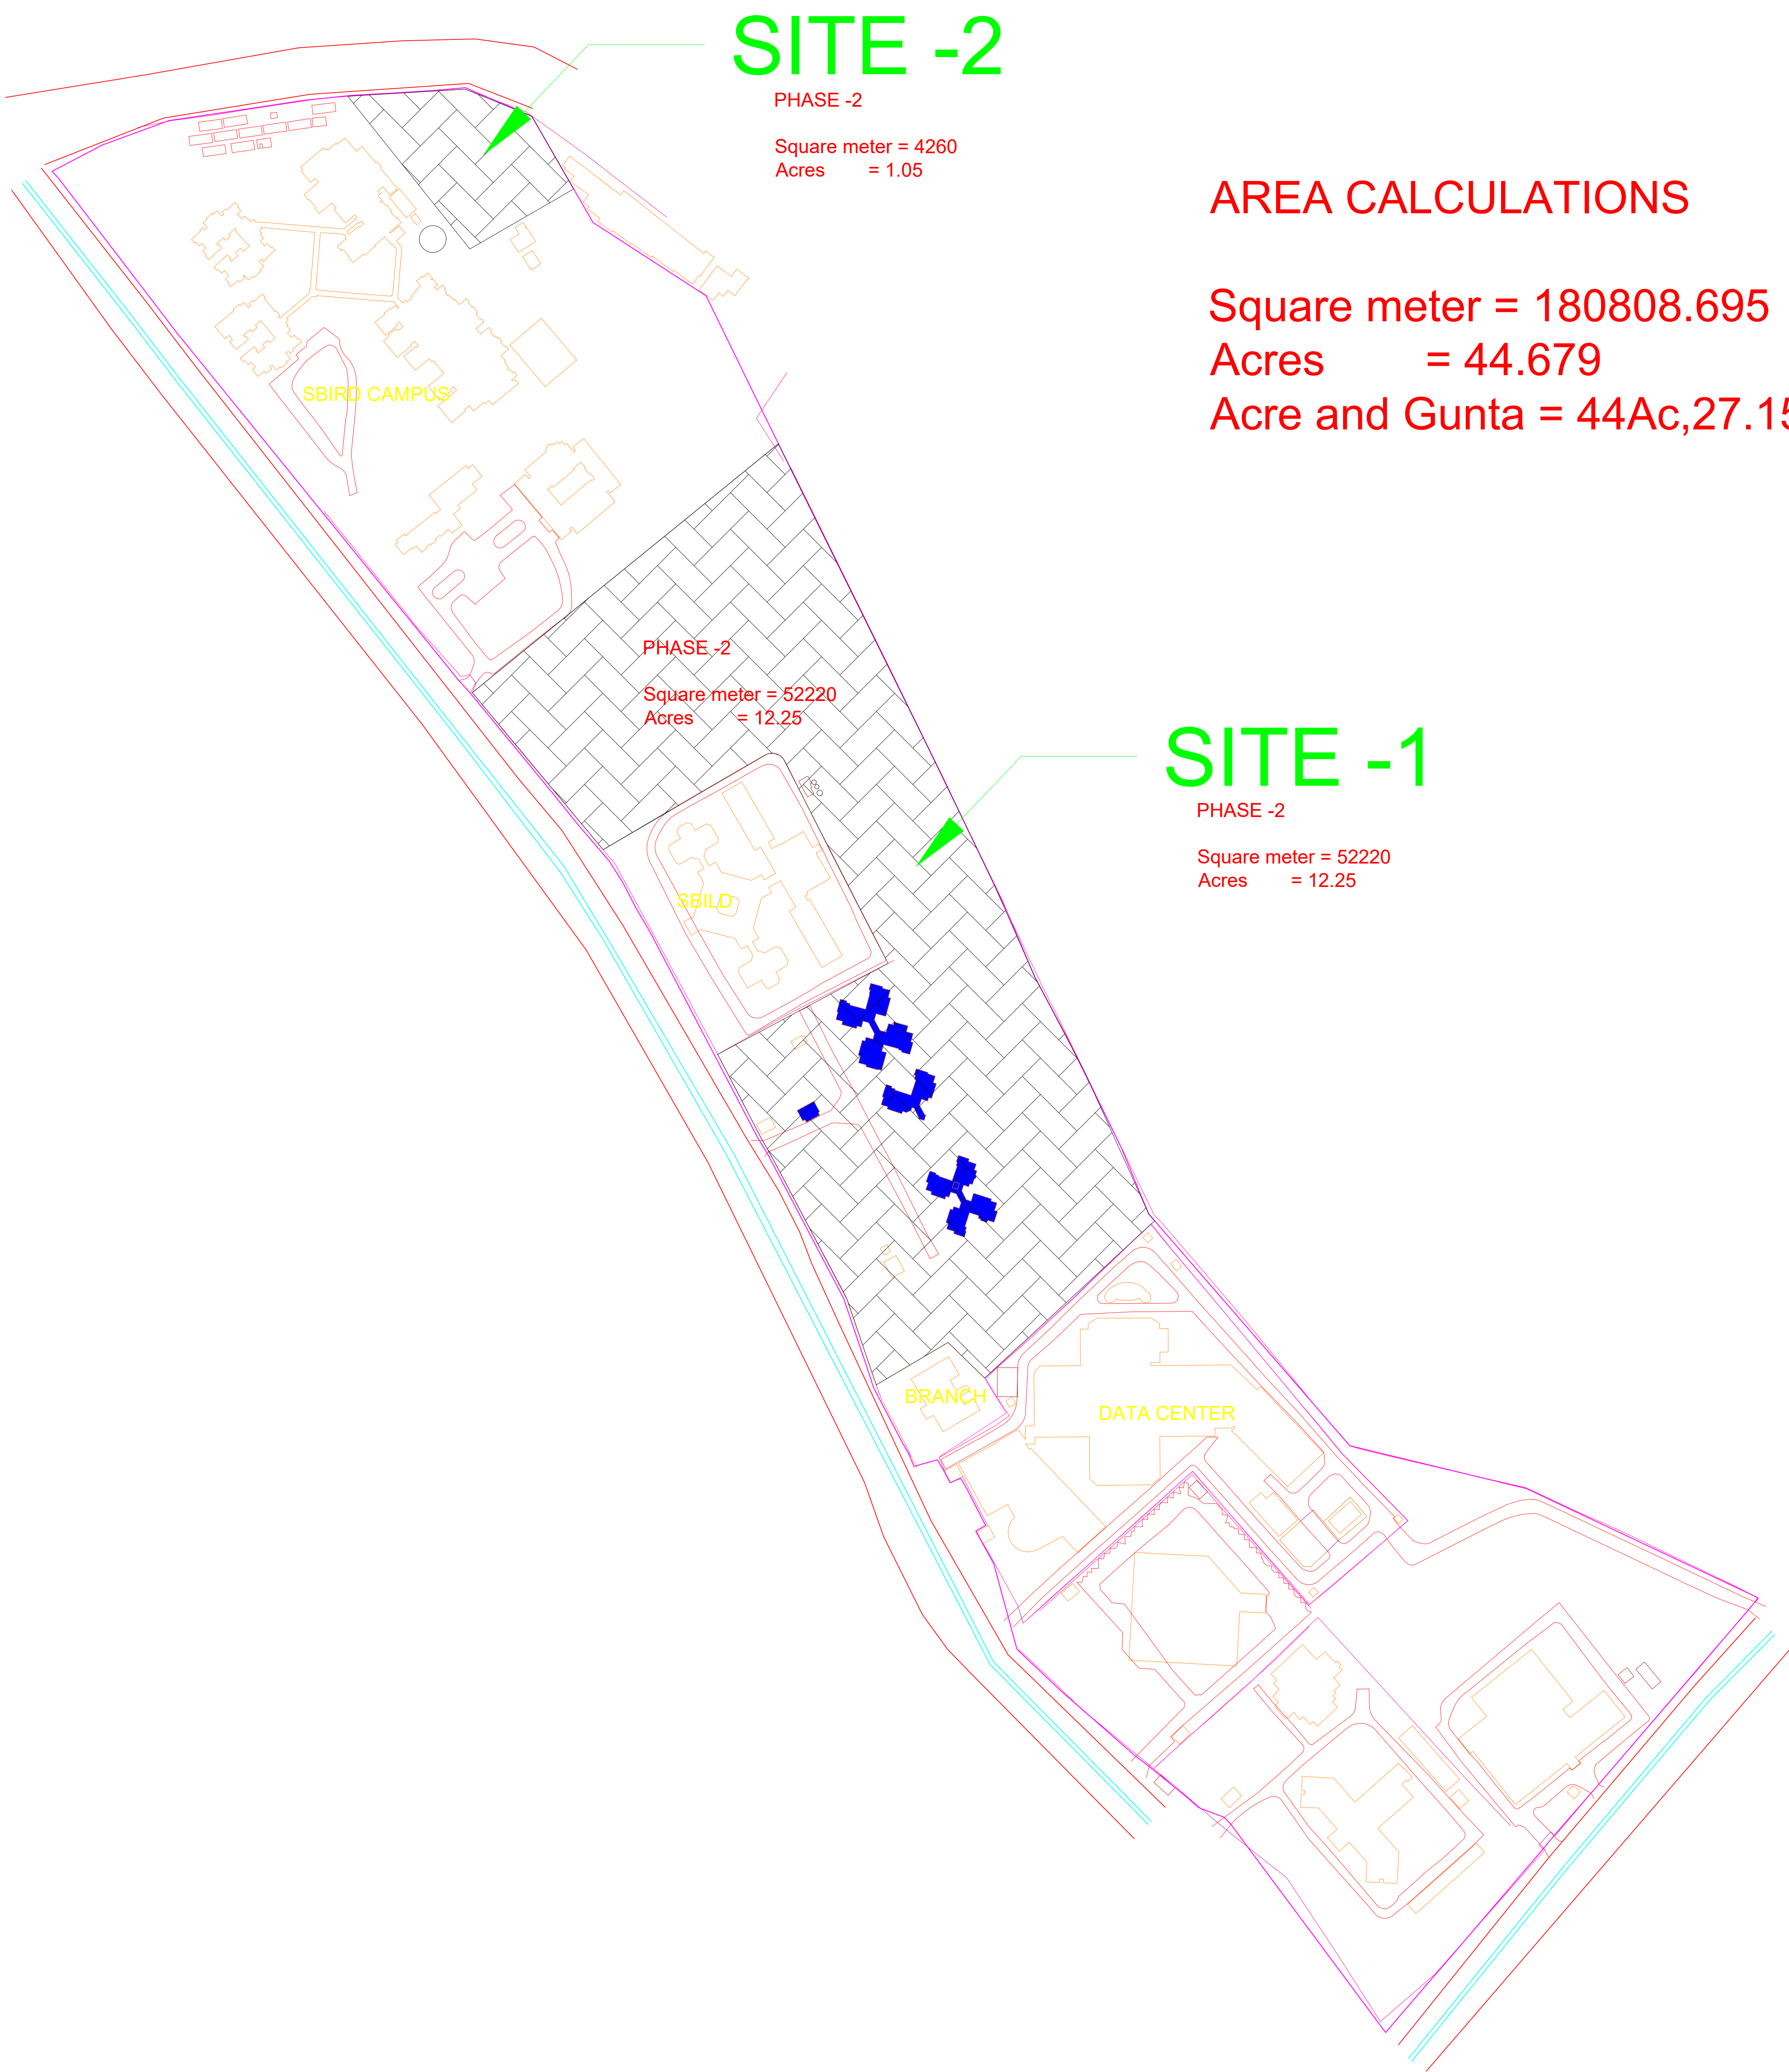 SITE -2
PHASE -2
Square meter = 4260
Acres = 1.05
AREA CALCULATIONS
Square meter = 180808.695
Acres = 44.679
Acre and Gunta = 44Ac,27.15
SBIRD CAMPUS
PHASE -2
Square meter = 52220
Acres = 12.25
SITE -1
PHASE -2
Square meter = 52220
Acres = 12.25
SBILD
BRANCH
DATA CENTER